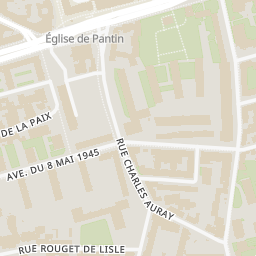 Église de Pantin
DE LA PAIX
AVE. DU 8 MAI 1945
RUE CHARLES AURAY
RUE ROUGET DE LISLE